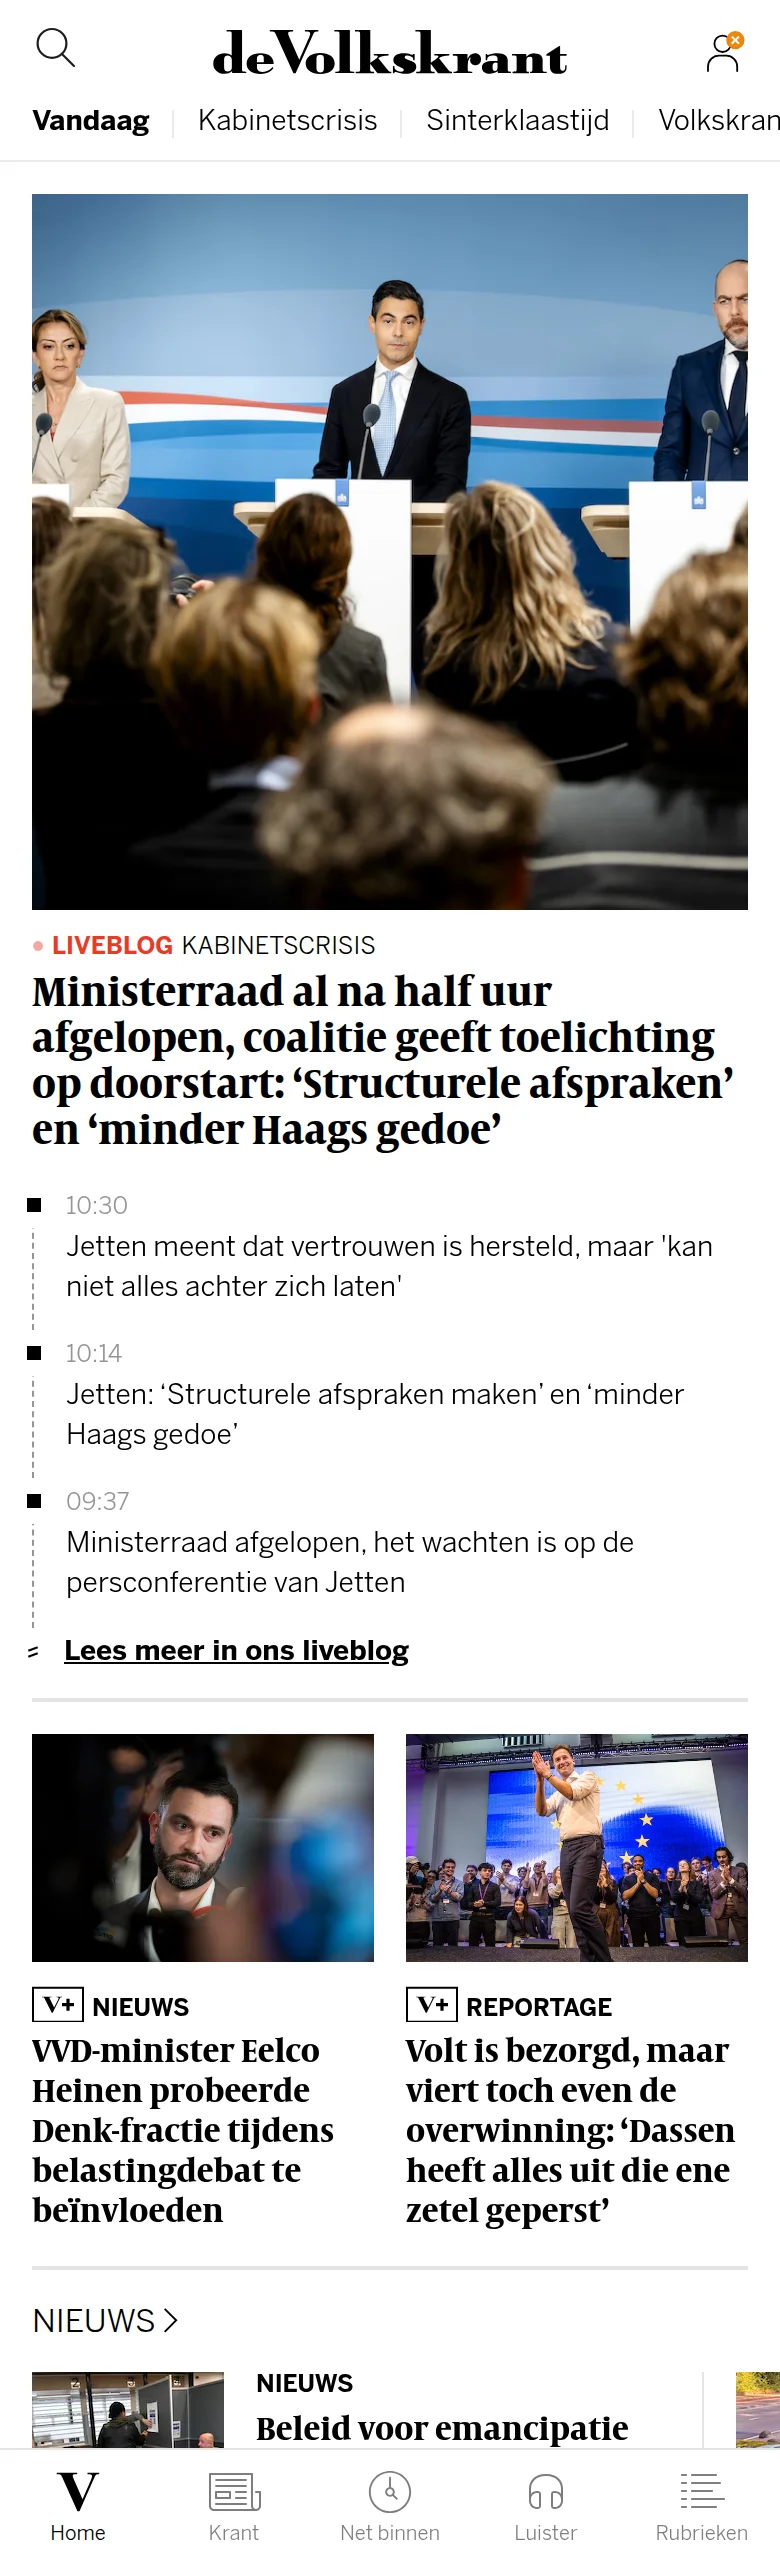 deVolkskrant
Vandaag
Kabinetscrisis
Sinterklaastijd
Volkskran
LIVEBLOG KABINETSCRISIS
Ministerraad al na half uur
afgelopen, coalitie geeft toelichting
op doorstart: ‘Structurele afspraken’
en ‘minder Haags gedoe’
10:30
Jetten meent dat vertrouwen is hersteld, maar 'kan
niet alles achter zich laten'
10:14
Jetten: ‘Structurele afspraken maken’ en ‘minder
Haags gedoe’
09:37
Ministerraad afgelopen, het wachten is op de
persconferentie van Jetten
Lees meer in ons liveblog
V+ NIEUWS
VVD-minister Eelco
Heinen probeerde
Denk-fractie tijdens
belastingdebat te
beïnvloeden
V+ REPORTAGE
Volt is bezorgd, maar
viert toch even de
overwinning: ‘Dassen
heeft alles uit die ene
zetel geperst’
NIEUWS
NIEUWS
Beleid voor emancipatie
V
Home
Krant
Net binnen
Luister
Rubrieken